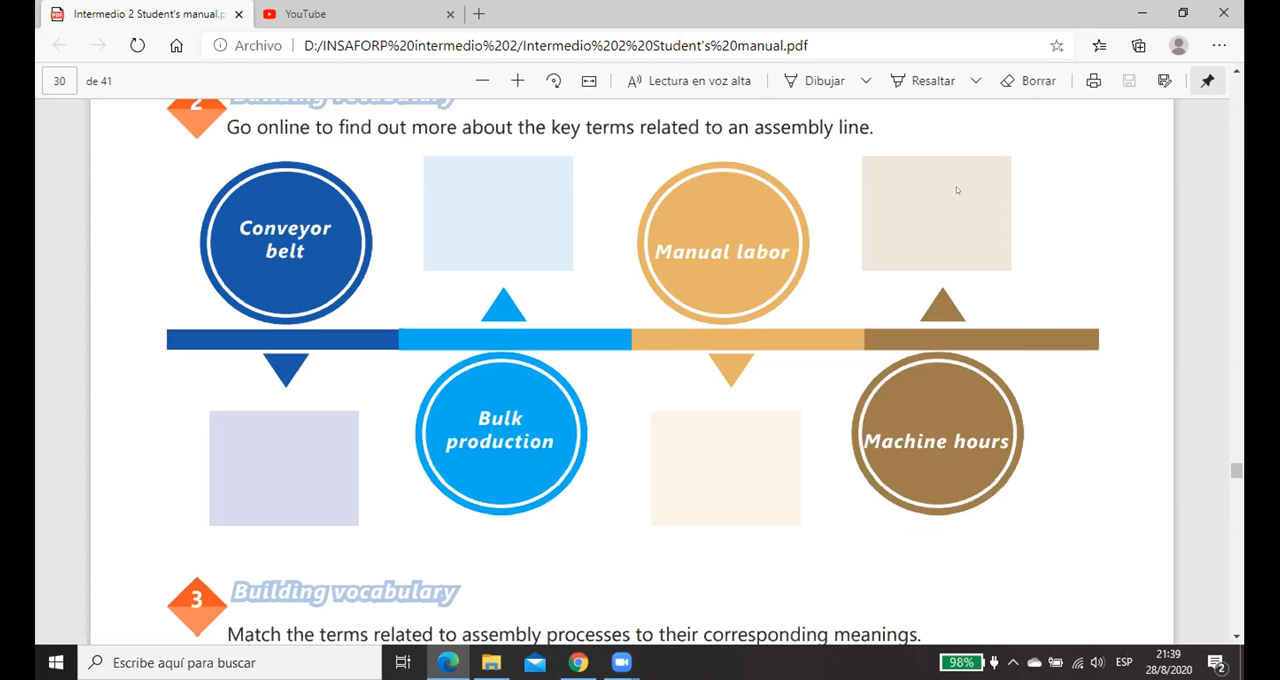 Intermedio 2 Student's manual.p
YouTube
Archivo
D:/INSAFORP%20intermedio%202/Intermedio%202%20Student's%20manual.pdf
30
de 41
Lectura en voz alta
Dibujar
Resaltar
Borrar
2
Building vocabulary
Go online to find out more about the key terms related to an assembly line.
Conveyor
belt
Manual labor
Bulk
production
Machine hours
3
Building vocabulary
Match the terms related to assembly processes to their corresponding meanings.
Escribe aquí para buscar
98%
ESP
21:39
28/8/2020
2